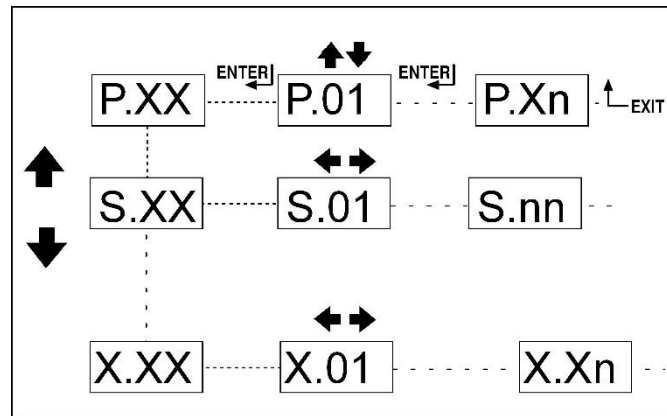 ENTER ENTER
P.XX P.01 P.Xn EXIT
S.XX S.01 S.nn
X.XX X.01 X.Xn